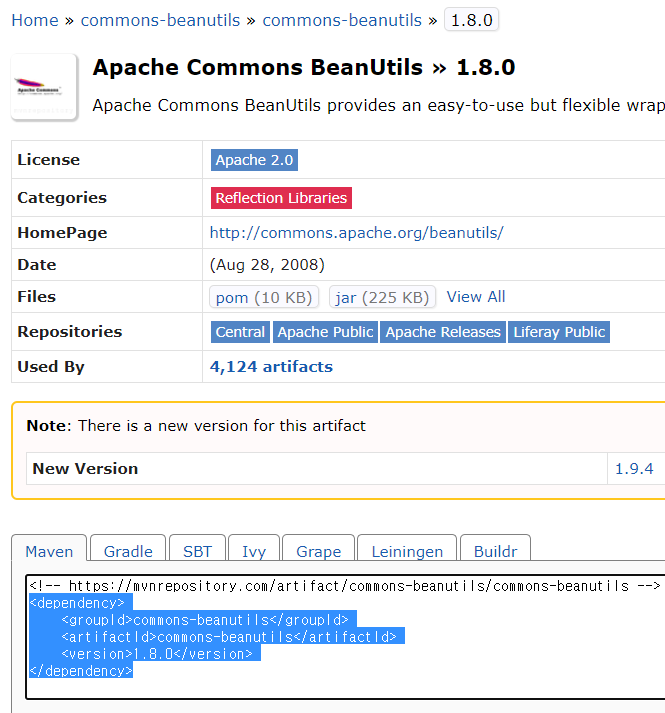 Home » commons-beanutils » commons-beanutils » 1.8.0
Apache Commons BeanUtils » 1.8.0
Apache Commons
Apache Commons BeanUtils provides an easy-to-use but flexible wrap
License Apache 2.0
Categories Reflection Libraries
HomePage http://commons.apache.org/beanutils/
Date (Aug 28, 2008)
Files pom (10 KB) jar (225 KB) View All
Repositories Central Apache Public Apache Releases Liferay Public
Used By 4,124 artifacts
Note: There is a new version for this artifact
New Version 1.9.4
Maven Gradle SBT Ivy Grape Leiningen Buildr
<!-- https://mvnrepository.com/artifact/commons-beanutils/commons-beanutils -->
<dependency>
    <groupId>commons-beanutils</groupId>
    <artifactId>commons-beanutils</artifactId>
    <version>1.8.0</version>
</dependency>